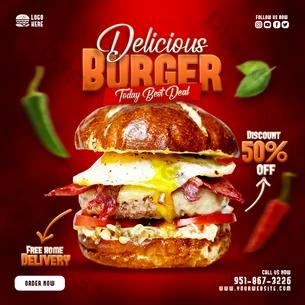 LOGO
HERE
FOLLOW US NOW
Delicious
BURGER
Today Best Deal
DISCOUNT
50%
OFF
FREE HOME
DELIVERY
ORDER NOW
CALL US NOW
951-867-3226
WWW.YOURWEBSITE.COM